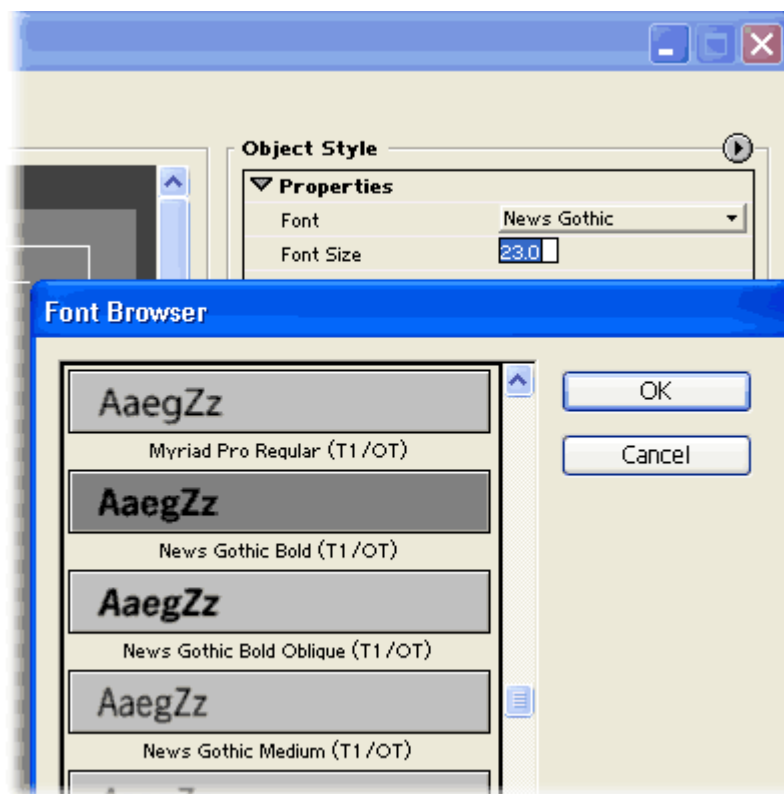 Object Style
Properties
Font News Gothic
Font Size 23.0
Font Browser
AaegZz
Myriad Pro Regular (T1/OT)
AaegZz
News Gothic Bold (T1/OT)
AaegZz
News Gothic Bold Oblique (T1/OT)
AaegZz
News Gothic Medium (T1/OT)
OK
Cancel